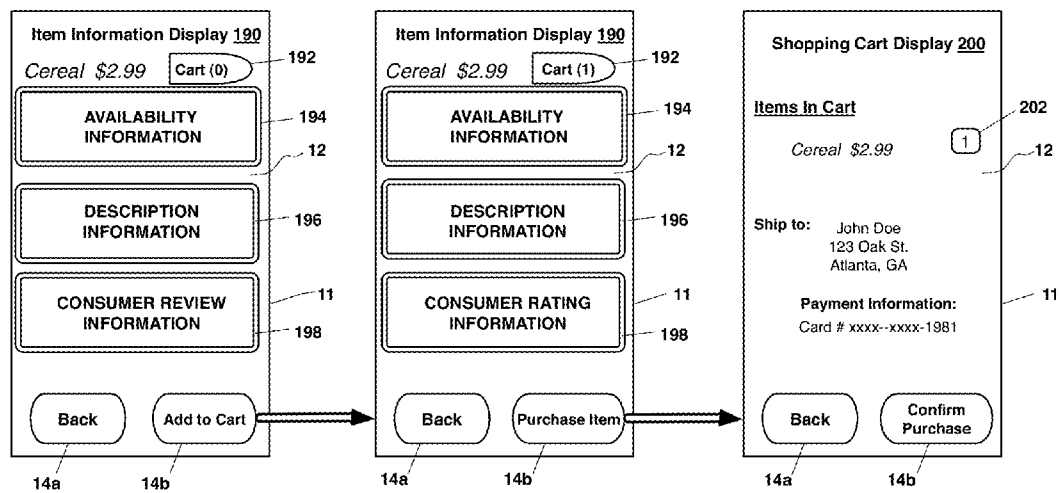 Item Information Display 190
192
Cereal $2.99
Cart (0)
AVAILABILITY
INFORMATION
194
12
DESCRIPTION
INFORMATION
196
11
CONSUMER REVIEW
INFORMATION
198
Back
Add to Cart
14a
14b
Item Information Display 190
192
Cereal $2.99
Cart (1)
AVAILABILITY
INFORMATION
194
12
DESCRIPTION
INFORMATION
196
11
CONSUMER RATING
INFORMATION
198
Back
Purchase Item
14a
14b
Shopping Cart Display 200
Items In Cart
202
1
Cereal $2.99
12
Ship to:
John Doe
123 Oak St.
Atlanta, GA
11
Payment Information:
Card # xxxx--xxxx-1981
Back
Confirm
Purchase
14a
14b